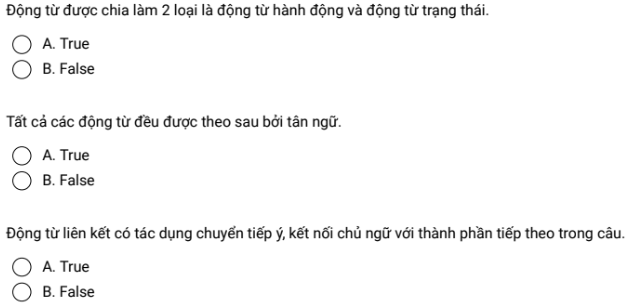 Động từ được chia làm 2 loại là động từ hành động và động từ trạng thái.
A. True
B. False
Tất cả các động từ đều được theo sau bởi tân ngữ.
A. True
B. False
Động từ liên kết có tác dụng chuyển tiếp ý, kết nối chủ ngữ với thành phần tiếp theo trong câu.
A. True
B. False